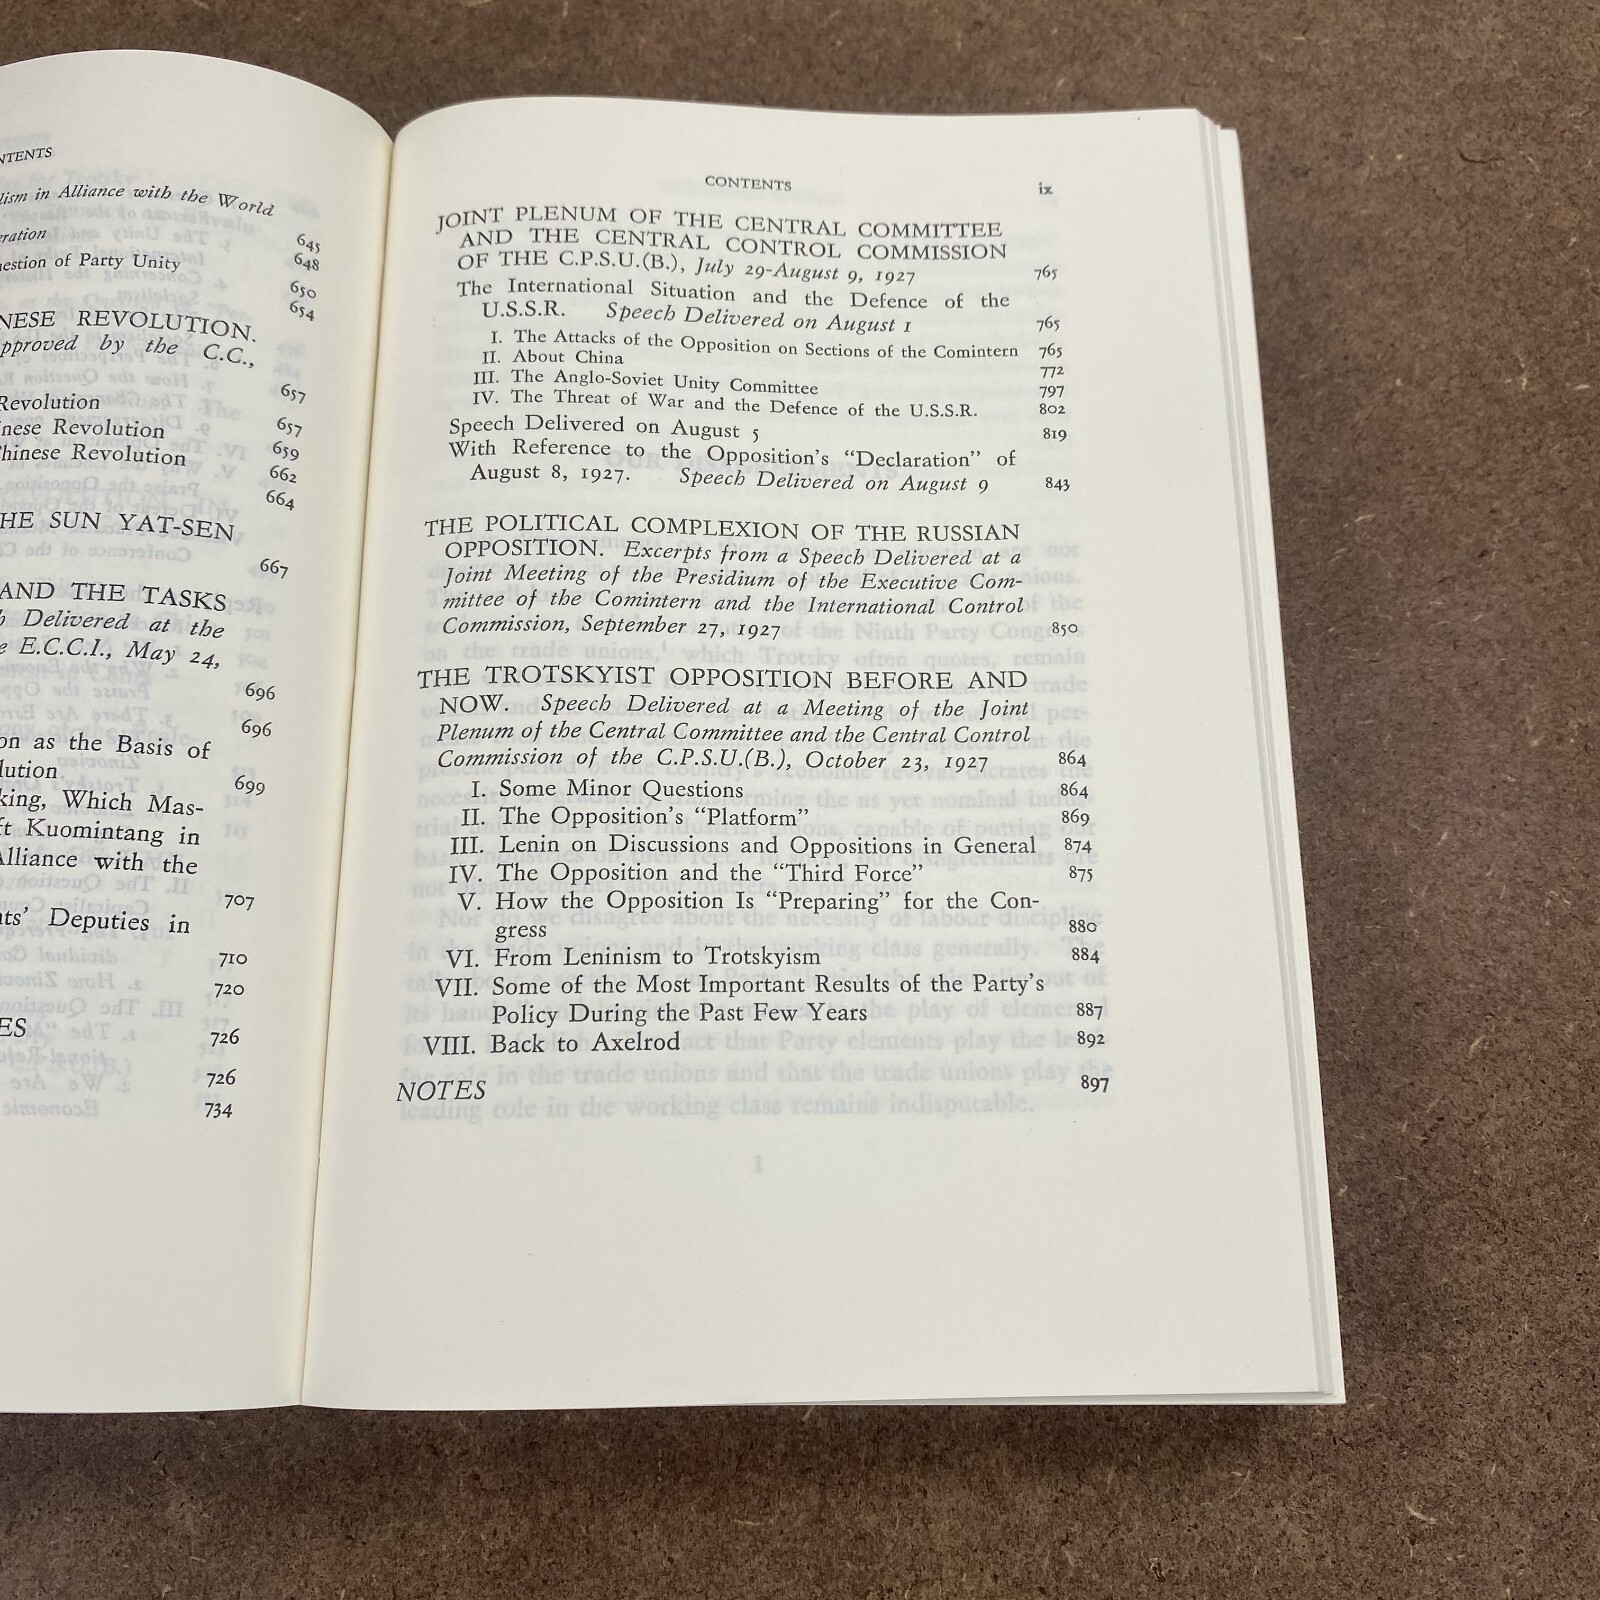 NTENTS
lism in Alliance with the World
eration 645
uestion of Party Unity 648
650
654
NESE REVOLUTION.
pproved by the C.C.,
657
Revolution 657
inese Revolution 659
Chinese Revolution 662
664
HE SUN YAT-SEN
667
AND THE TASKS
h Delivered at the
e E.C.C.I., May 24,
696
696
on as the Basis of
lution 699
king, Which Mas-
ft Kuomintang in
Alliance with the
707
nts' Deputies in
710
720
ES 726
726
734
CONTENTS ix
JOINT PLENUM OF THE CENTRAL COMMITTEE
AND THE CENTRAL CONTROL COMMISSION
OF THE C.P.S.U.(B.), July 29-August 9, 1927 765
The International Situation and the Defence of the
U.S.S.R. Speech Delivered on August 1 765
I. The Attacks of the Opposition on Sections of the Comintern 765
II. About China 772
III. The Anglo-Soviet Unity Committee 797
IV. The Threat of War and the Defence of the U.S.S.R. 802
Speech Delivered on August 5 819
With Reference to the Opposition's "Declaration" of
August 8, 1927. Speech Delivered on August 9 843
THE POLITICAL COMPLEXION OF THE RUSSIAN
OPPOSITION. Excerpts from a Speech Delivered at a
Joint Meeting of the Presidium of the Executive Com-
mittee of the Comintern and the International Control
Commission, September 27, 1927 850
THE TROTSKYIST OPPOSITION BEFORE AND
NOW. Speech Delivered at a Meeting of the Joint
Plenum of the Central Committee and the Central Control
Commission of the C.P.S.U.(B.), October 23, 1927 864
I. Some Minor Questions 864
II. The Opposition's "Platform" 869
III. Lenin on Discussions and Oppositions in General 874
IV. The Opposition and the "Third Force" 875
V. How the Opposition Is "Preparing" for the Con-
gress 880
VI. From Leninism to Trotskyism 884
VII. Some of the Most Important Results of the Party's
Policy During the Past Few Years 887
VIII. Back to Axelrod 892
NOTES 897